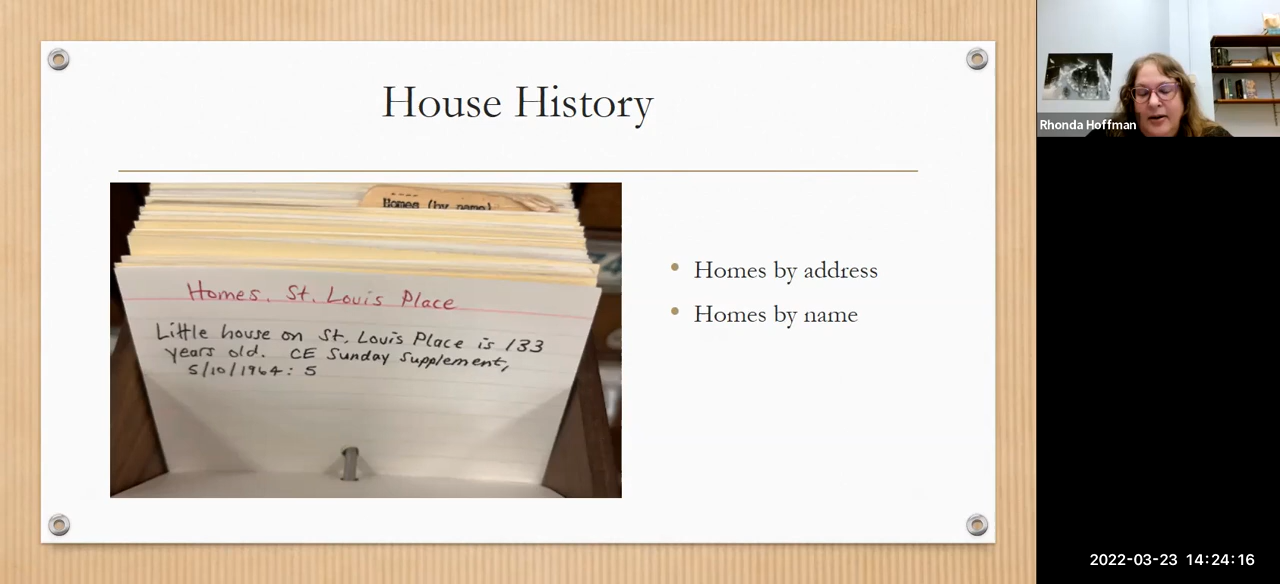 House History
Homes (by name)
Homes, St. Louis Place
Little house on St. Louis Place is 133
years old. CE Sunday Supplement,
5/10/1964: 5
• Homes by address
• Homes by name
Rhonda Hoffman
2022-03-23 14:24:16